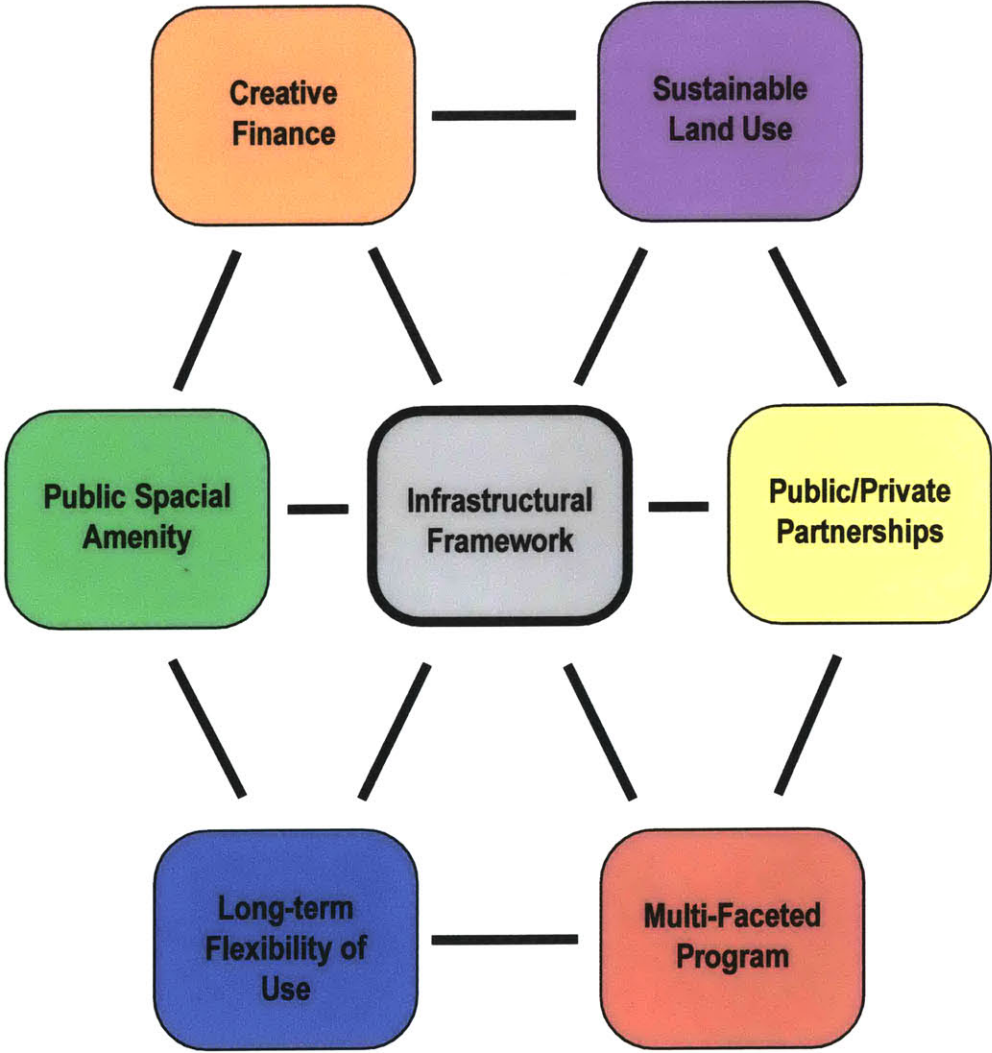 Creative
Finance
Sustainable
Land Use
Public Spacial
Amenity
Infrastructural
Framework
Public/Private
Partnerships
Long-term
Flexibility of
Use
Multi-Faceted
Program